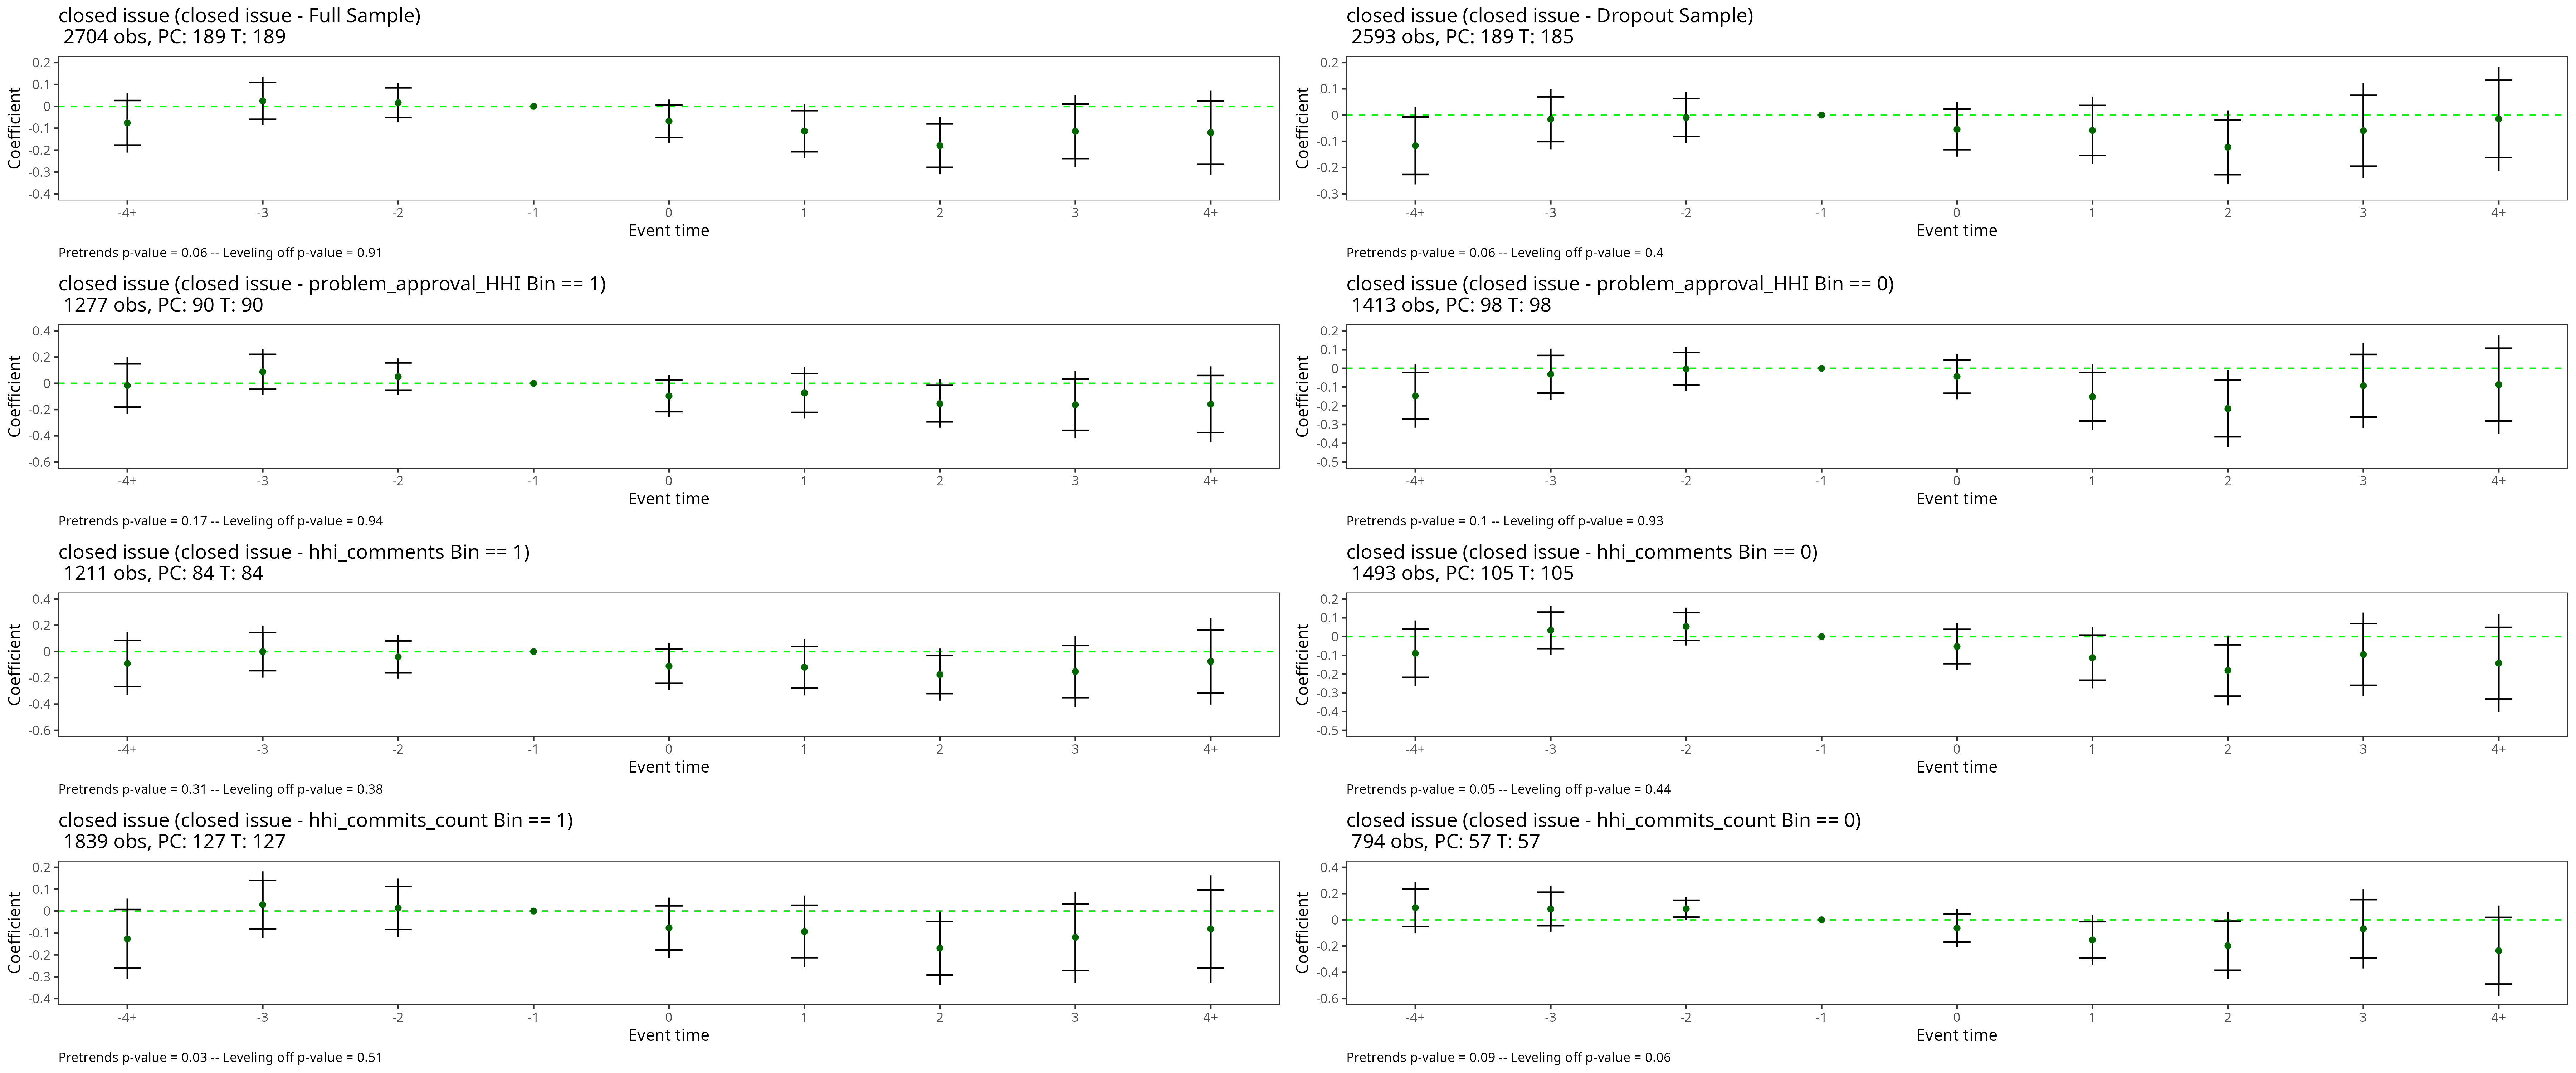 closed issue (closed issue - Full Sample)
2704 obs, PC: 189 T: 189
0.2
0.1
0
-0.1
-0.2
-0.3
-0.4
Coefficient
-4+ -3 -2 -1 0 1 2 3 4+
Event time
Pretrends p-value = 0.06 -- Leveling off p-value = 0.91
closed issue (closed issue - Dropout Sample)
2593 obs, PC: 189 T: 185
0.2
0.1
0
-0.1
-0.2
-0.3
Coefficient
-4+ -3 -2 -1 0 1 2 3 4+
Event time
Pretrends p-value = 0.06 -- Leveling off p-value = 0.4
closed issue (closed issue - problem_approval_HHI Bin == 1)
1277 obs, PC: 90 T: 90
0.4
0.2
0
-0.2
-0.4
-0.6
Coefficient
-4+ -3 -2 -1 0 1 2 3 4+
Event time
Pretrends p-value = 0.17 -- Leveling off p-value = 0.94
closed issue (closed issue - problem_approval_HHI Bin == 0)
1413 obs, PC: 98 T: 98
0.2
0.1
0
-0.1
-0.2
-0.3
-0.4
-0.5
Coefficient
-4+ -3 -2 -1 0 1 2 3 4+
Event time
Pretrends p-value = 0.1 -- Leveling off p-value = 0.93
closed issue (closed issue - hhi_comments Bin == 1)
1211 obs, PC: 84 T: 84
0.4
0.2
0
-0.2
-0.4
-0.6
Coefficient
-4+ -3 -2 -1 0 1 2 3 4+
Event time
Pretrends p-value = 0.31 -- Leveling off p-value = 0.38
closed issue (closed issue - hhi_comments Bin == 0)
1493 obs, PC: 105 T: 105
0.2
0.1
0
-0.1
-0.2
-0.3
-0.4
-0.5
Coefficient
-4+ -3 -2 -1 0 1 2 3 4+
Event time
Pretrends p-value = 0.05 -- Leveling off p-value = 0.44
closed issue (closed issue - hhi_commits_count Bin == 1)
1839 obs, PC: 127 T: 127
0.2
0.1
0
-0.1
-0.2
-0.3
-0.4
Coefficient
-4+ -3 -2 -1 0 1 2 3 4+
Event time
Pretrends p-value = 0.03 -- Leveling off p-value = 0.51
closed issue (closed issue - hhi_commits_count Bin == 0)
794 obs, PC: 57 T: 57
0.4
0.2
0
-0.2
-0.4
-0.6
Coefficient
-4+ -3 -2 -1 0 1 2 3 4+
Event time
Pretrends p-value = 0.09 -- Leveling off p-value = 0.06